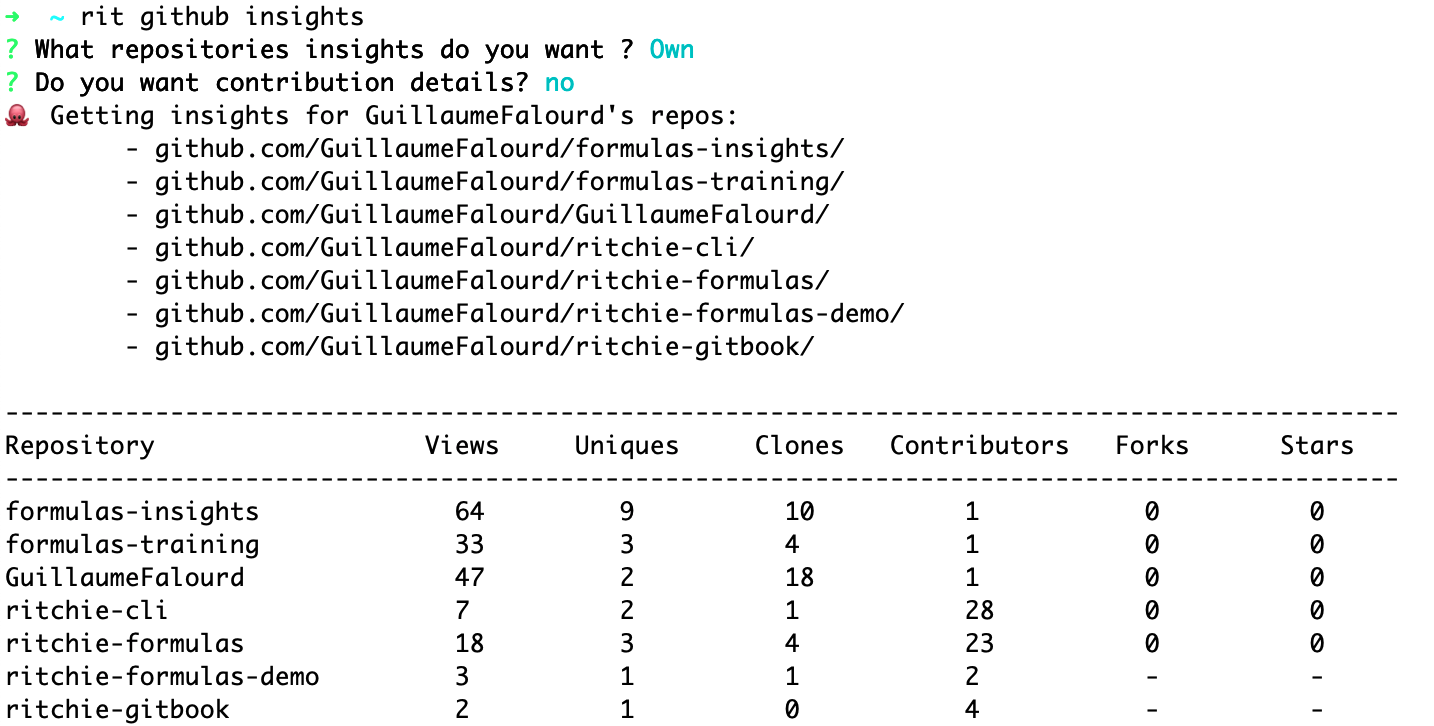 ➜  ~ rit github insights
? What repositories insights do you want ? Own
? Do you want contribution details? no
🐙 Getting insights for GuillaumeFalourd's repos:
        - github.com/GuillaumeFalourd/formulas-insights/
        - github.com/GuillaumeFalourd/formulas-training/
        - github.com/GuillaumeFalourd/GuillaumeFalourd/
        - github.com/GuillaumeFalourd/ritchie-cli/
        - github.com/GuillaumeFalourd/ritchie-formulas/
        - github.com/GuillaumeFalourd/ritchie-formulas-demo/
        - github.com/GuillaumeFalourd/ritchie-gitbook/
---------------------------------------------------------------------------------------------
Repository                  Views     Uniques     Clones   Contributors   Forks      Stars
---------------------------------------------------------------------------------------------
formulas-insights             64         9          10          1           0          0
formulas-training             33         3          4           1           0          0
GuillaumeFalourd              47         2          18          1           0          0
ritchie-cli                   7          2          1           28          0          0
ritchie-formulas              18         3          4           23          0          0
ritchie-formulas-demo         3          1          1           2           -          -
ritchie-gitbook               2          1          0           4           -          -